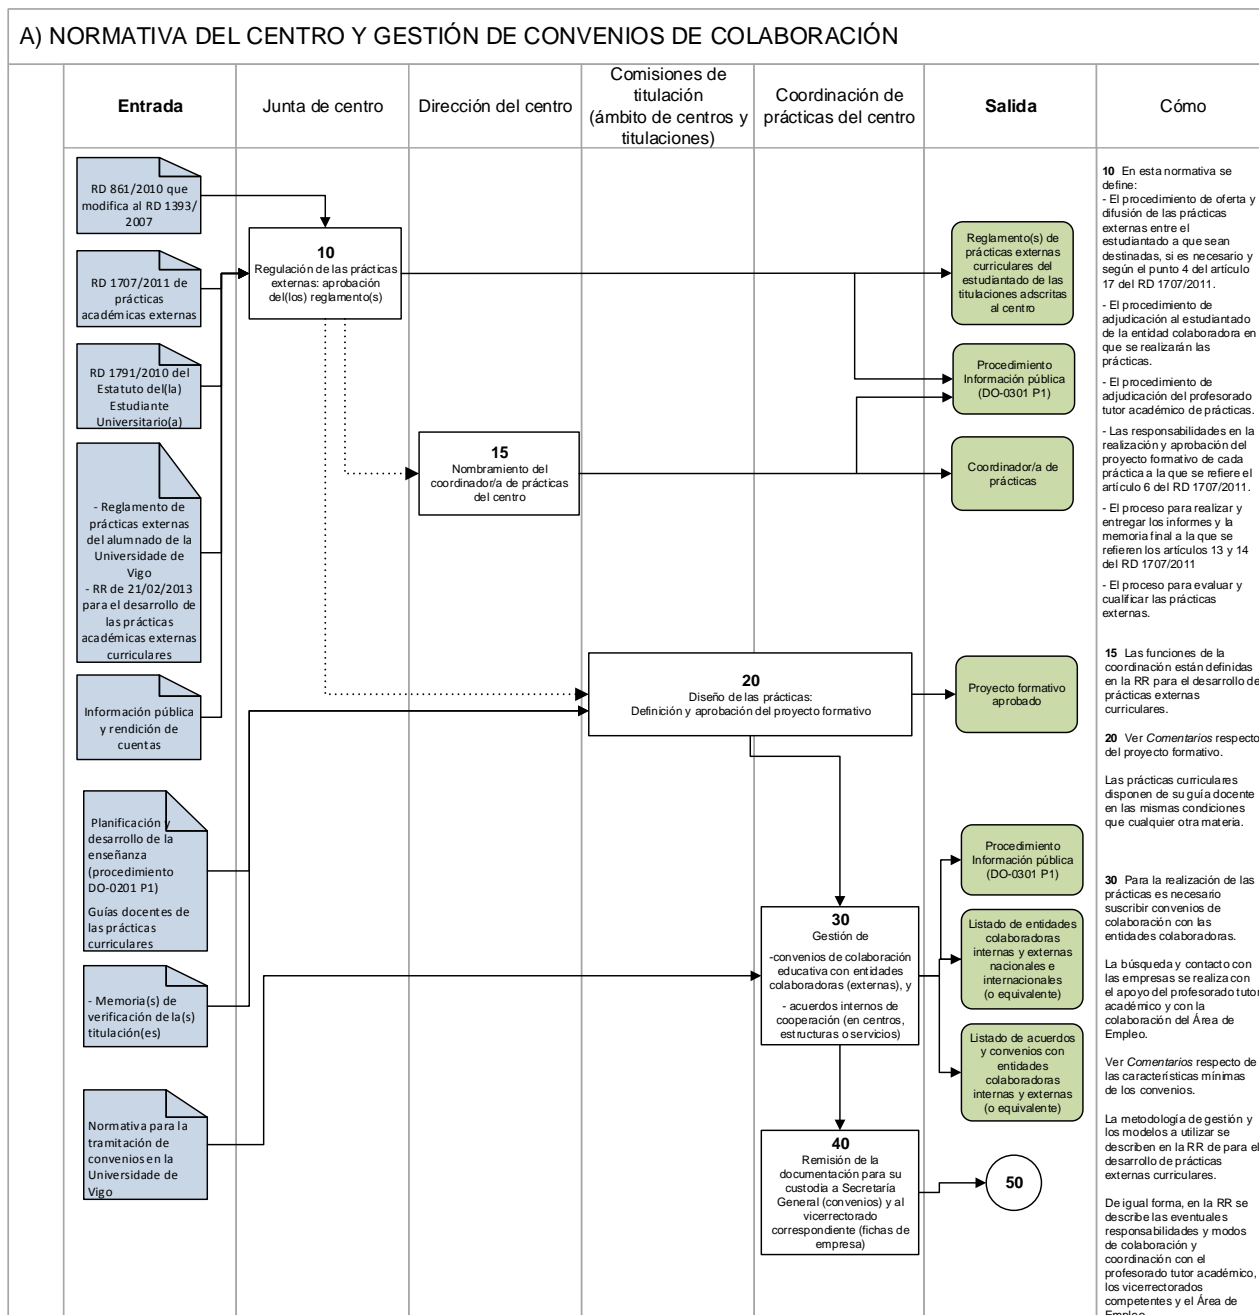 A) NORMATIVA DEL CENTRO Y GESTIÓN DE CONVENIOS DE COLABORACIÓN
Entrada
Junta de centro
Dirección del centro
Comisiones de
titulación
(ámbito de centros y
titulaciones)
Coordinación de
prácticas del centro
Salida
Cómo
RD 861/2010 que
modifica al RD 1393/
2007
RD 1707/2011 de
prácticas
académicas externas
RD 1791/2010 del
Estatuto del(la)
Estudiante
Universitario(a)
- Reglamento de
prácticas externas
del alumnado de la
Universidade de
Vigo
- RR de 21/02/2013
para el desarrollo de
las prácticas
académicas externas
curriculares
Información pública
y rendición de
cuentas
Planificación y
desarrollo de la
enseñanza
(procedimiento
DO-0201 P1)
Guías docentes de
las prácticas
curriculares
- Memoria(s) de
verificación de la(s)
titulación(es)
Normativa para la
tramitación de
convenios en la
Universidade de
Vigo
10
Regulación de las prácticas
externas: aprobación
del(los) reglamento(s)
15
Nombramiento del
coordinador/a de prácticas
del centro
20
Diseño de las prácticas:
Definición y aprobación del proyecto formativo
30
Gestión de
-convenios de colaboración
educativa con entidades
colaboradoras (externas), y
- acuerdos internos de
cooperación (en centros,
estructuras o servicios)
40
Remisión de la
documentación para su
custodia a Secretaría
General (convenios) y al
vicerrectorado
correspondiente (fichas de
empresa)
Reglamento(s) de
prácticas externas
curriculares del
estudiantado de las
titulaciones adscritas
al centro
Procedimiento
Información pública
(DO-0301 P1)
Coordinador/a de
prácticas
Proyecto formativo
aprobado
Procedimiento
Información pública
(DO-0301 P1)
Listado de entidades
colaboradoras
internas y externas
nacionales e
internacionales
(o equivalente)
Listado de acuerdos
y convenios con
entidades
colaboradoras
internas y externas
(o equivalente)
50
10 En esta normativa se
define:
- El procedimiento de oferta y
difusión de las prácticas
externas entre el
estudiantado a que sean
destinadas, si es necesario y
según el punto 4 del artículo
17 del RD 1707/2011.
- El procedimiento de
adjudicación al estudiantado
de la entidad colaboradora en
que se realizarán las
prácticas.
- El procedimiento de
adjudicación del profesorado
tutor académico de prácticas.
- Las responsabilidades en la
realización y aprobación del
proyecto formativo de cada
práctica a la que se refiere el
artículo 6 del RD 1707/2011.
- El proceso para realizar y
entregar los informes y la
memoria final a la que se
refieren los artículos 13 y 14
del RD 1707/2011
- El proceso para evaluar y
cualificar las prácticas
externas.
15 Las funciones de la
coordinación están definidas
en la RR para el desarrollo de
prácticas externas
curriculares.
20 Ver Comentarios respecto
del proyecto formativo.
Las prácticas curriculares
disponen de su guía docente
en las mismas condiciones
que cualquier otra materia.
30 Para la realización de las
prácticas es necesario
suscribir convenios de
colaboración con las
entidades colaboradoras.
La búsqueda y contacto con
las empresas se realiza con
el apoyo del profesorado tutor
académico y con la
colaboración del Área de
Empleo.
Ver Comentarios respecto de
las características mínimas
de los convenios.
La metodología de gestión y
los modelos a utilizar se
describen en la RR de para el
desarrollo de prácticas
externas curriculares.
De igual forma, en la RR se
describe las eventuales
responsabilidades y modos
de colaboración y
coordinación con el
profesorado tutor académico,
los vicerrectorados
competentes y el Área de
Empleo